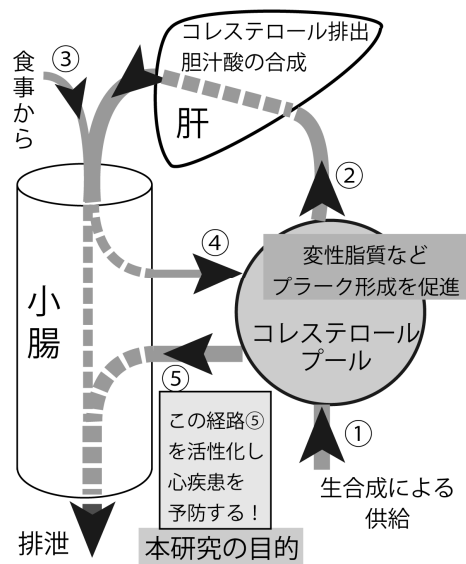 コレステロール排出
胆汁酸の合成
肝
③
食事から
②
④
変性脂質など
プラーク形成を促進
コレステロール
プール
小腸
⑤
この経路⑤
を活性化し
心疾患を
予防する！
①
生合成による
供給
排泄
本研究の目的